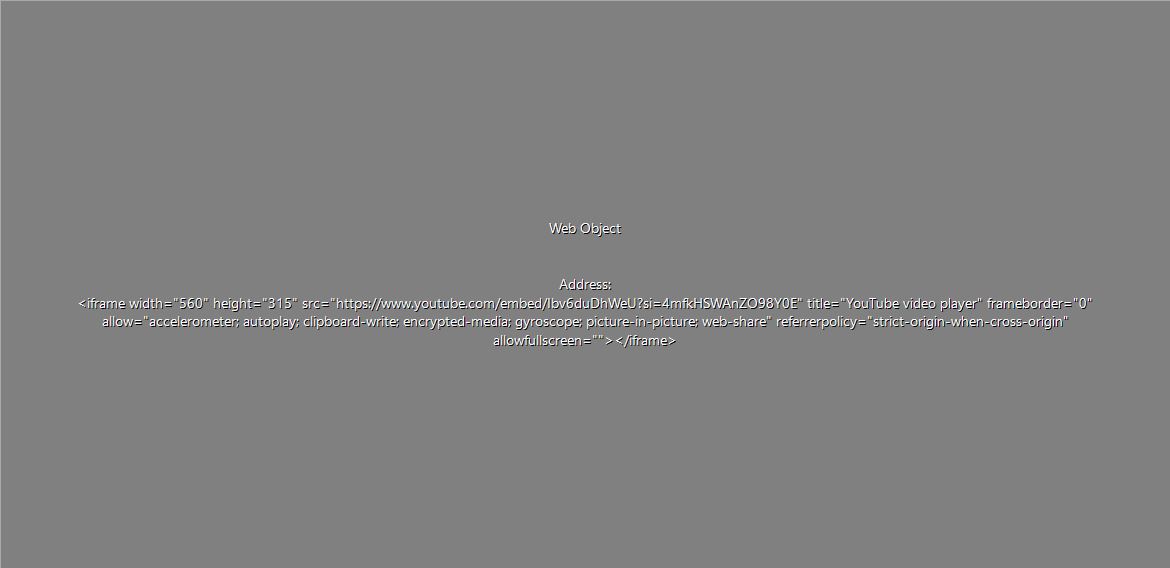 Web Object
Address:
<iframe width="560" height="315" src="https://www.youtube.com/embed/Ibv6duDhWeU?si=4mfkHSWAnZO98Y0E" title="YouTube video player" frameborder="0"
allow="accelerometer; autoplay; clipboard-write; encrypted-media; gyroscope; picture-in-picture; web-share" referrerpolicy="strict-origin-when-cross-origin"
allowfullscreen=""></iframe>